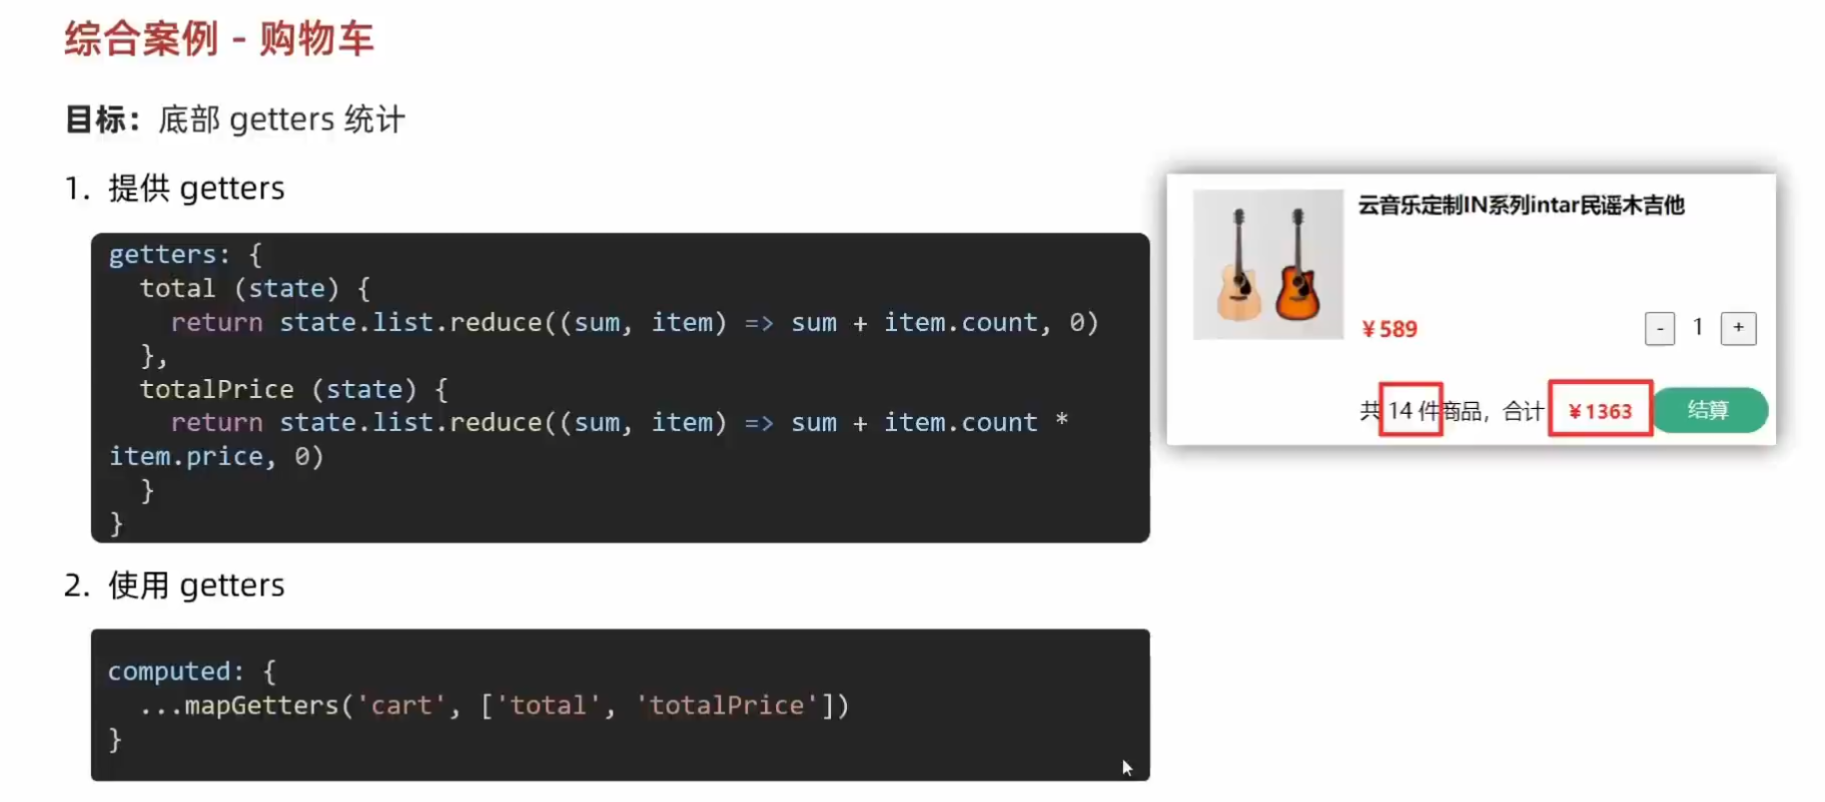 综合案例 - 购物车
目标：底部 getters 统计
1. 提供 getters
getters: {
  total (state) {
    return state.list.reduce((sum, item) => sum + item.count, 0)
  },
  totalPrice (state) {
    return state.list.reduce((sum, item) => sum + item.count *
item.price, 0)
  }
}
云音乐定制IN系列intar民谣木吉他
￥589
- 1 +
共 14 件商品，合计 ￥1363 结算
2. 使用 getters
computed: {
  ...mapGetters('cart', ['total', 'totalPrice'])
}